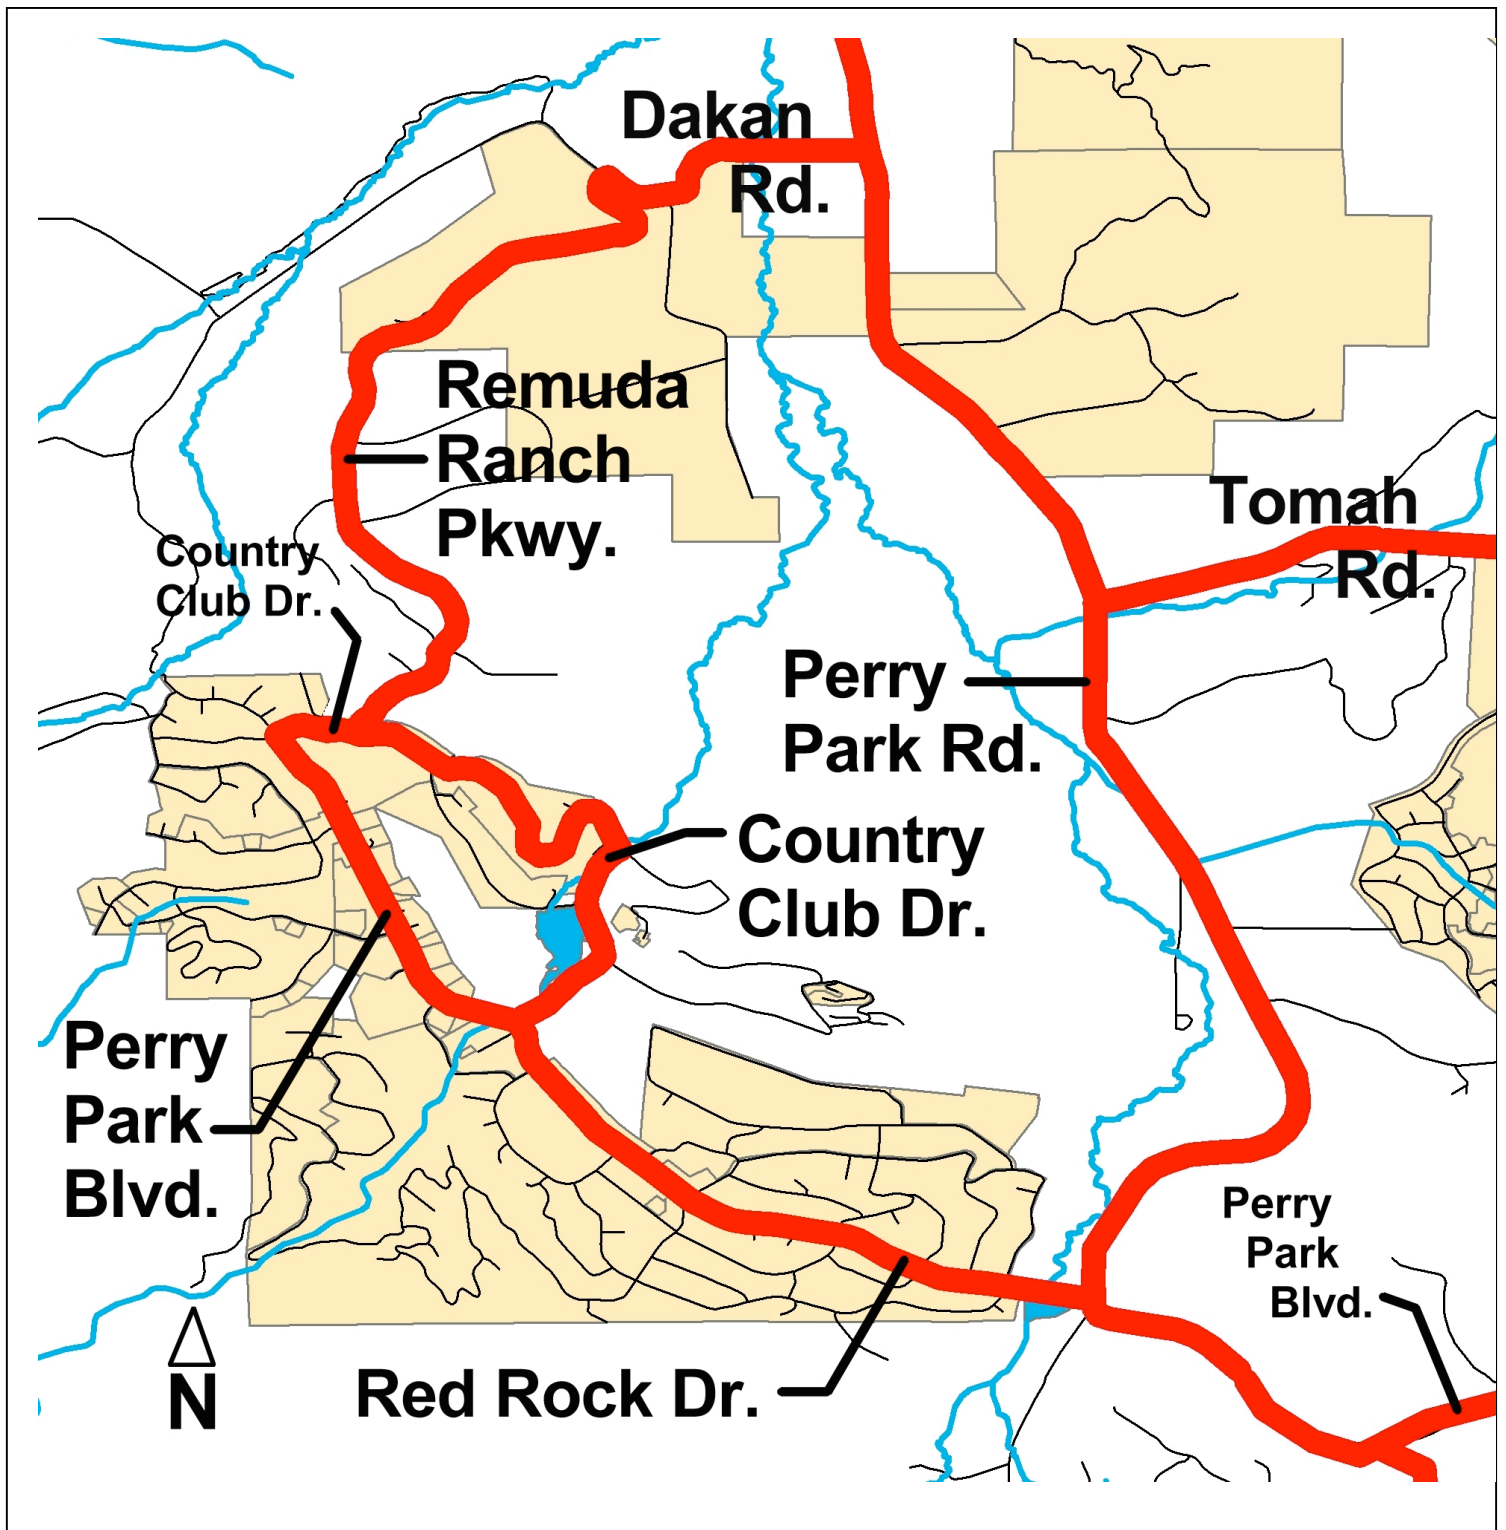 Dakan
Rd.
Remuda
Ranch
Pkwy.
Tomah
Rd.
Country
Club Dr.
Perry
Park Rd.
Country
Club Dr.
Perry
Park
Blvd.
Perry
Park
Blvd.
Red Rock Dr.
N